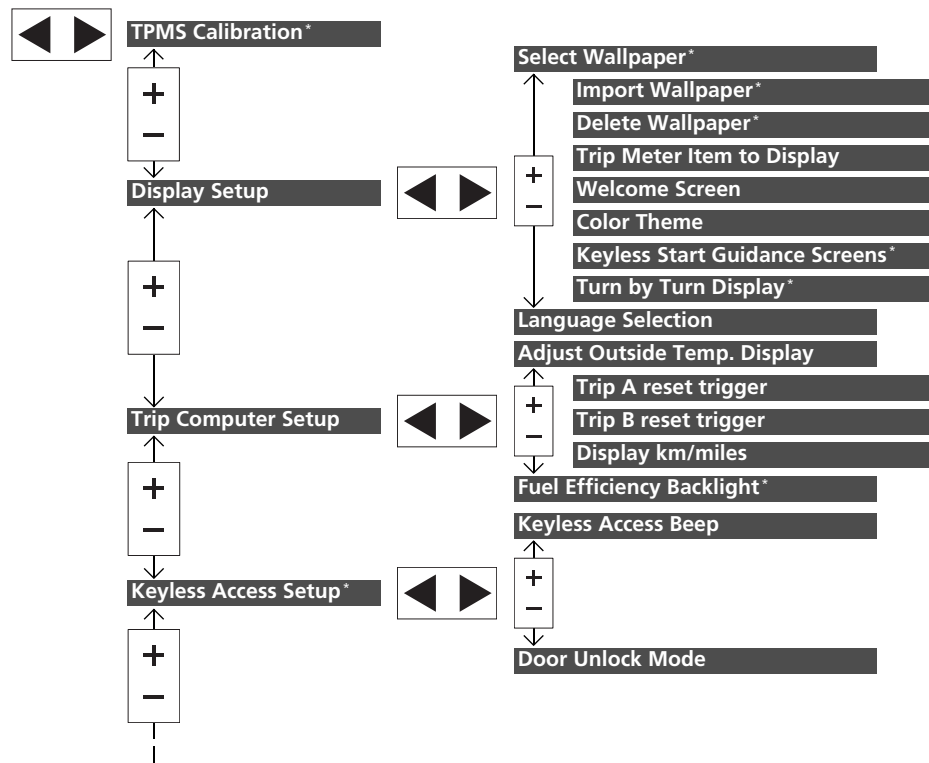 TPMS Calibration*
Select Wallpaper*
Import Wallpaper*
Delete Wallpaper*
Trip Meter Item to Display
Welcome Screen
Color Theme
Keyless Start Guidance Screens*
Turn by Turn Display*
Language Selection
Display Setup
Adjust Outside Temp. Display
Trip A reset trigger
Trip B reset trigger
Display km/miles
Fuel Efficiency Backlight*
Trip Computer Setup
Keyless Access Beep
Door Unlock Mode
Keyless Access Setup*
+
–
+
–
+
–
+
–
+
–
+
–
+
–